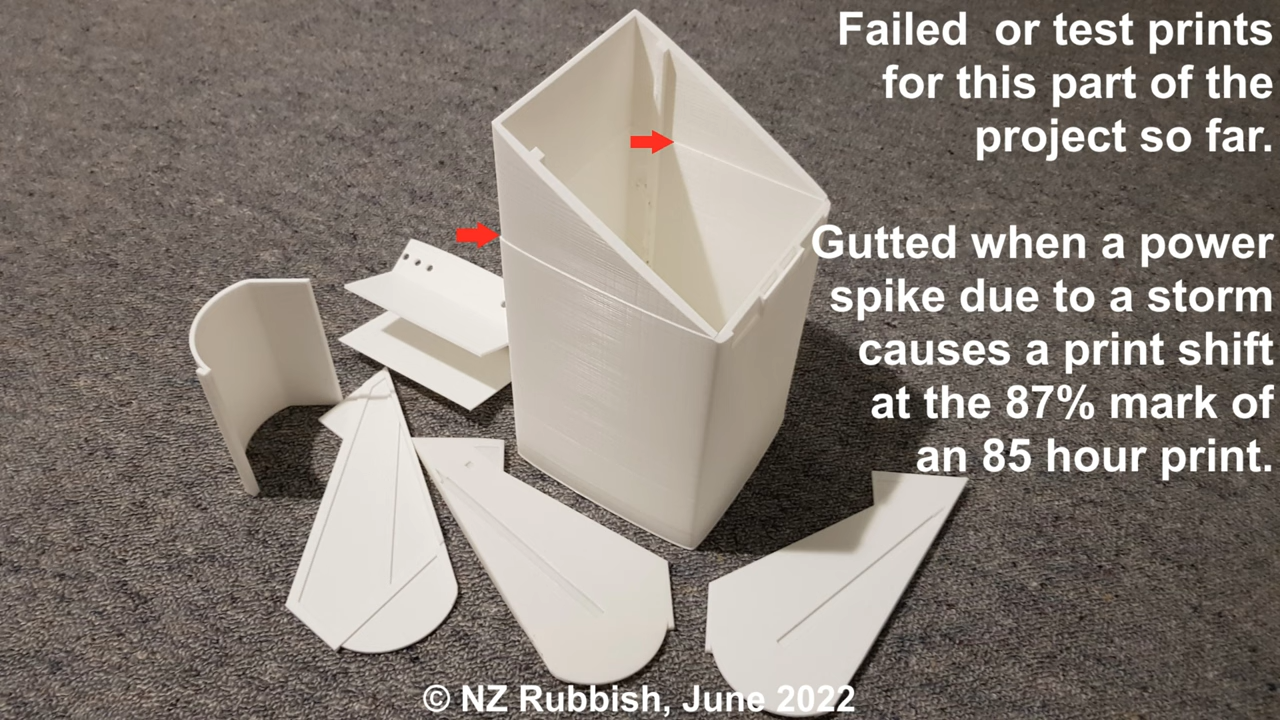 Failed  or test prints
for this part of the
project so far.
Gutted when a power
spike due to a storm
causes a print shift
at the 87% mark of
an 85 hour print.
© NZ Rubbish, June 2022